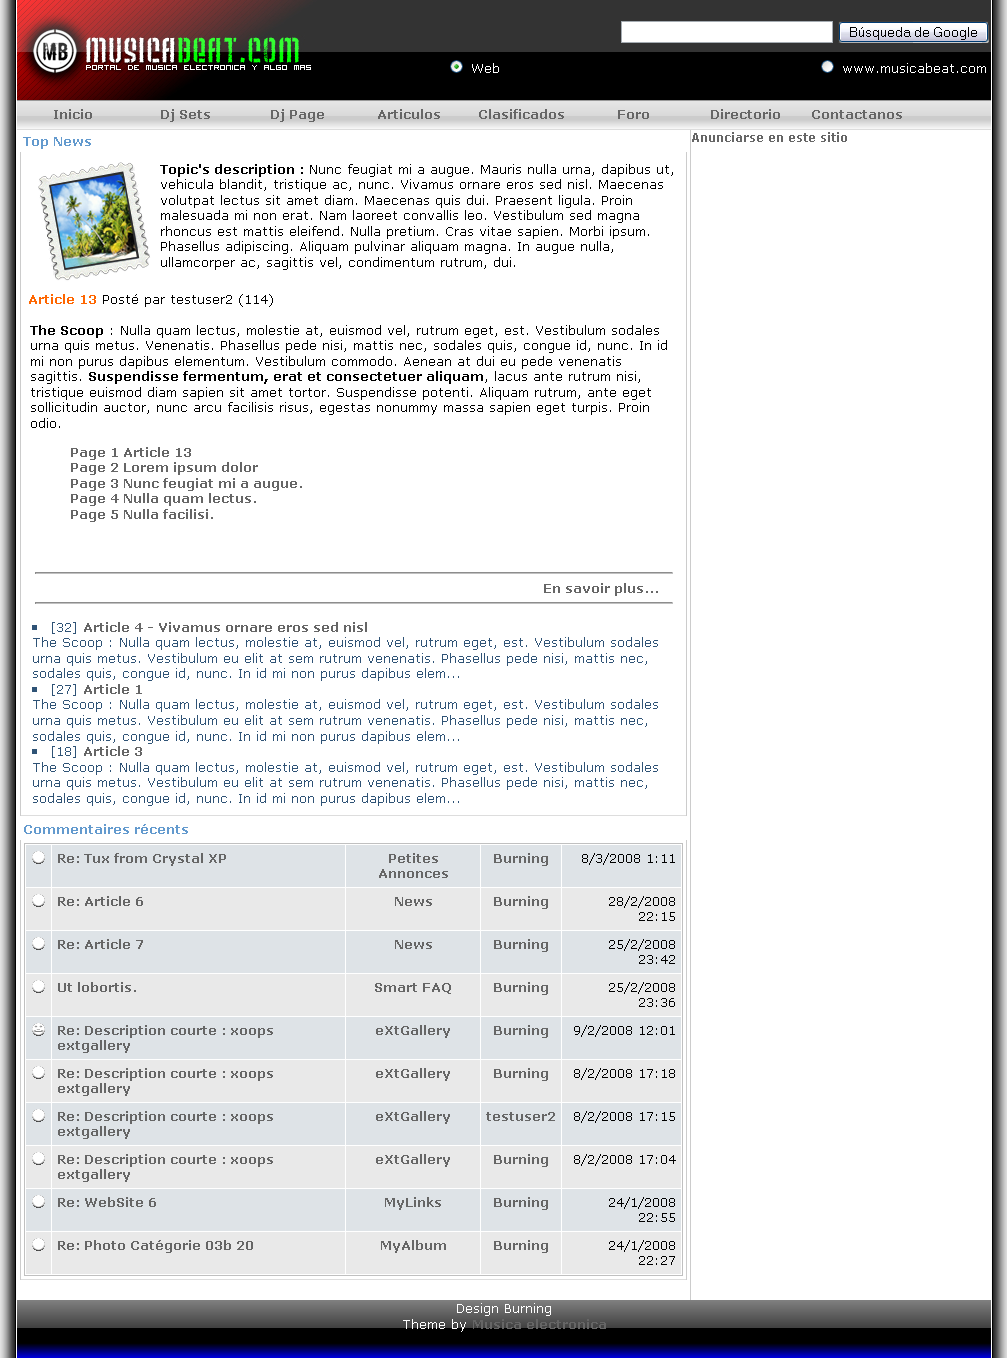 MB MUSICABEAT.COM
PORTAL DE MUSICA ELECTRONICA Y ALGO MAS
Búsqueda de Google
Web
www.musicabeat.com
Inicio Dj Sets Dj Page Articulos Clasificados Foro Directorio Contactanos
Top News
Anunciarse en este sitio
Topic's description : Nunc feugiat mi a augue. Mauris nulla urna, dapibus ut,
vehicula blandit, tristique ac, nunc. Vivamus ornare eros sed nisl. Maecenas
volutpat lectus sit amet diam. Maecenas quis dui. Praesent ligula. Proin
malesuada mi non erat. Nam laoreet convallis leo. Vestibulum sed magna
rhoncus est mattis eleifend. Nulla pretium. Cras vitae sapien. Morbi ipsum.
Phasellus adipiscing. Aliquam pulvinar aliquam magna. In augue nulla,
ullamcorper ac, sagittis vel, condimentum rutrum, dui.
Article 13 Posté par testuser2 (114)
The Scoop : Nulla quam lectus, molestie at, euismod vel, rutrum eget, est. Vestibulum sodales
urna quis metus. Venenatis. Phasellus pede nisi, mattis nec, sodales quis, congue id, nunc. In id
mi non purus dapibus elementum. Vestibulum commodo. Aenean at dui eu pede venenatis
sagittis. Suspendisse fermentum, erat et consectetuer aliquam, lacus ante rutrum nisi,
tristique euismod diam sapien sit amet tortor. Suspendisse potenti. Aliquam rutrum, ante eget
sollicitudin auctor, nunc arcu facilisis risus, egestas nonummy massa sapien eget turpis. Proin
odio.
Page 1 Article 13
Page 2 Lorem ipsum dolor
Page 3 Nunc feugiat mi a augue.
Page 4 Nulla quam lectus.
Page 5 Nulla facilisi.
En savoir plus...
[32] Article 4 - Vivamus ornare eros sed nisl
The Scoop : Nulla quam lectus, molestie at, euismod vel, rutrum eget, est. Vestibulum sodales
urna quis metus. Vestibulum eu elit at sem rutrum venenatis. Phasellus pede nisi, mattis nec,
sodales quis, congue id, nunc. In id mi non purus dapibus elem...
[27] Article 1
The Scoop : Nulla quam lectus, molestie at, euismod vel, rutrum eget, est. Vestibulum sodales
urna quis metus. Vestibulum eu elit at sem rutrum venenatis. Phasellus pede nisi, mattis nec,
sodales quis, congue id, nunc. In id mi non purus dapibus elem...
[18] Article 3
The Scoop : Nulla quam lectus, molestie at, euismod vel, rutrum eget, est. Vestibulum sodales
urna quis metus. Vestibulum eu elit at sem rutrum venenatis. Phasellus pede nisi, mattis nec,
sodales quis, congue id, nunc. In id mi non purus dapibus elem...
Commentaires récents
Re: Tux from Crystal XP Petites Annonces Burning 8/3/2008 1:11
Re: Article 6 News Burning 28/2/2008 22:15
Re: Article 7 News Burning 25/2/2008 23:42
Ut lobortis. Smart FAQ Burning 25/2/2008 23:36
Re: Description courte : xoops extgallery eXtGallery Burning 9/2/2008 12:01
Re: Description courte : xoops extgallery eXtGallery Burning 8/2/2008 17:18
Re: Description courte : xoops extgallery eXtGallery testuser2 8/2/2008 17:15
Re: Description courte : xoops extgallery eXtGallery Burning 8/2/2008 17:04
Re: WebSite 6 MyLinks Burning 24/1/2008 22:55
Re: Photo Catégorie 03b 20 MyAlbum Burning 24/1/2008 22:27
Design Burning
Theme by Musica electronica